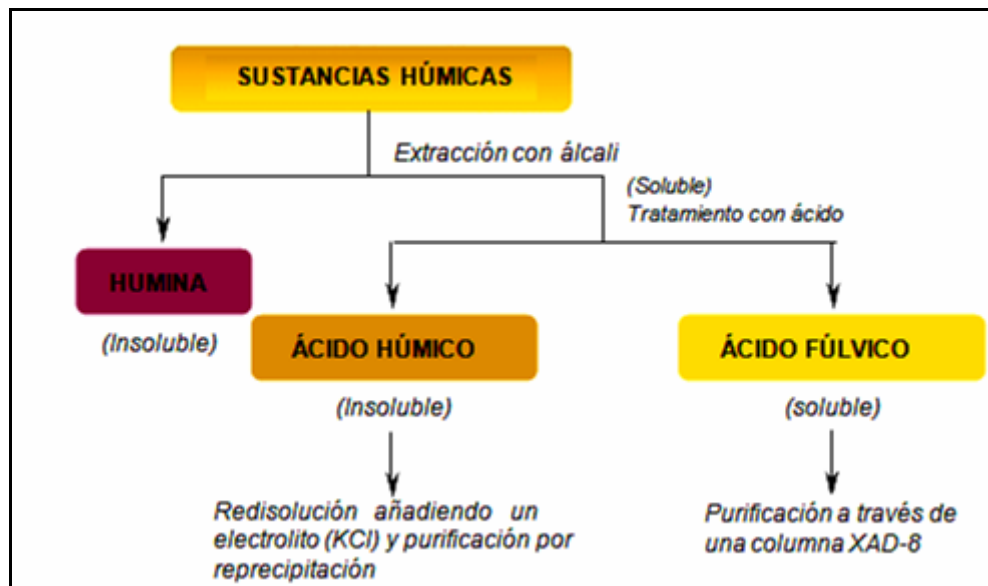 SUSTANCIAS HÚMICAS
Extracción con álcali
(Soluble)
Tratamiento con ácido
HUMINA
(Insoluble)
ÁCIDO HÚMICO
(Insoluble)
ÁCIDO FÚLVICO
(soluble)
Redisolución añadiendo un
electrolito (KCl) y purificación por
reprecipitación
Purificación a través de
una columna XAD-8